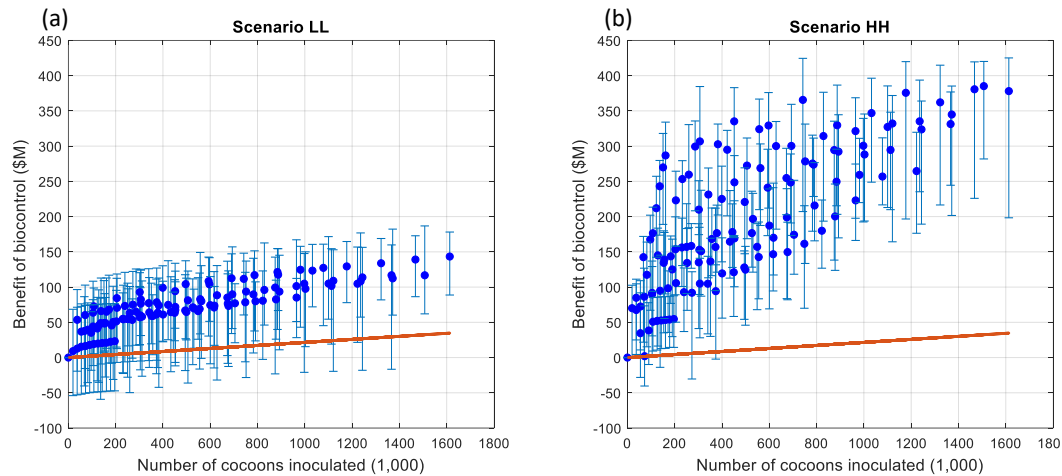 (a)
Scenario LL
450
400
350
300
250
200
150
100
50
0
-50
-100
Benefit of biocontrol ($M)
0 200 400 600 800 1000 1200 1400 1600 1800
Number of cocoons inoculated (1,000)
(b)
Scenario HH
450
400
350
300
250
200
150
100
50
0
-50
-100
Benefit of biocontrol ($M)
0 200 400 600 800 1000 1200 1400 1600 1800
Number of cocoons inoculated (1,000)